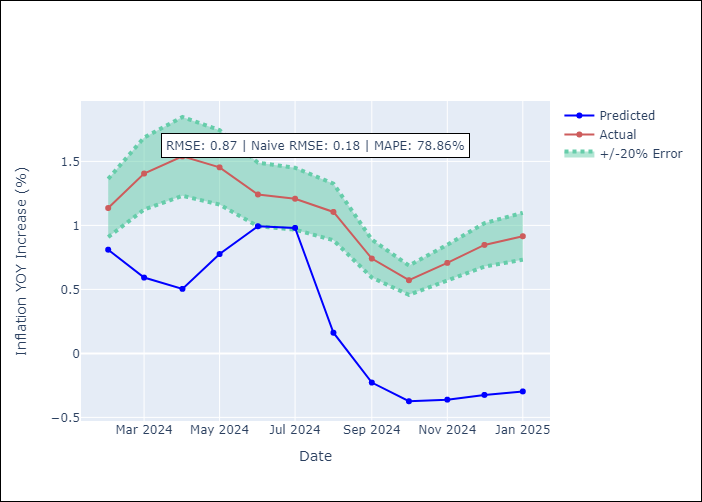 RMSE: 0.87 | Naive RMSE: 0.18 | MAPE: 78.86%
Predicted
Actual
+/-20% Error
Inflation YOY Increase (%)
1.5
1
0.5
0
−0.5
Mar 2024
May 2024
Jul 2024
Sep 2024
Nov 2024
Jan 2025
Date